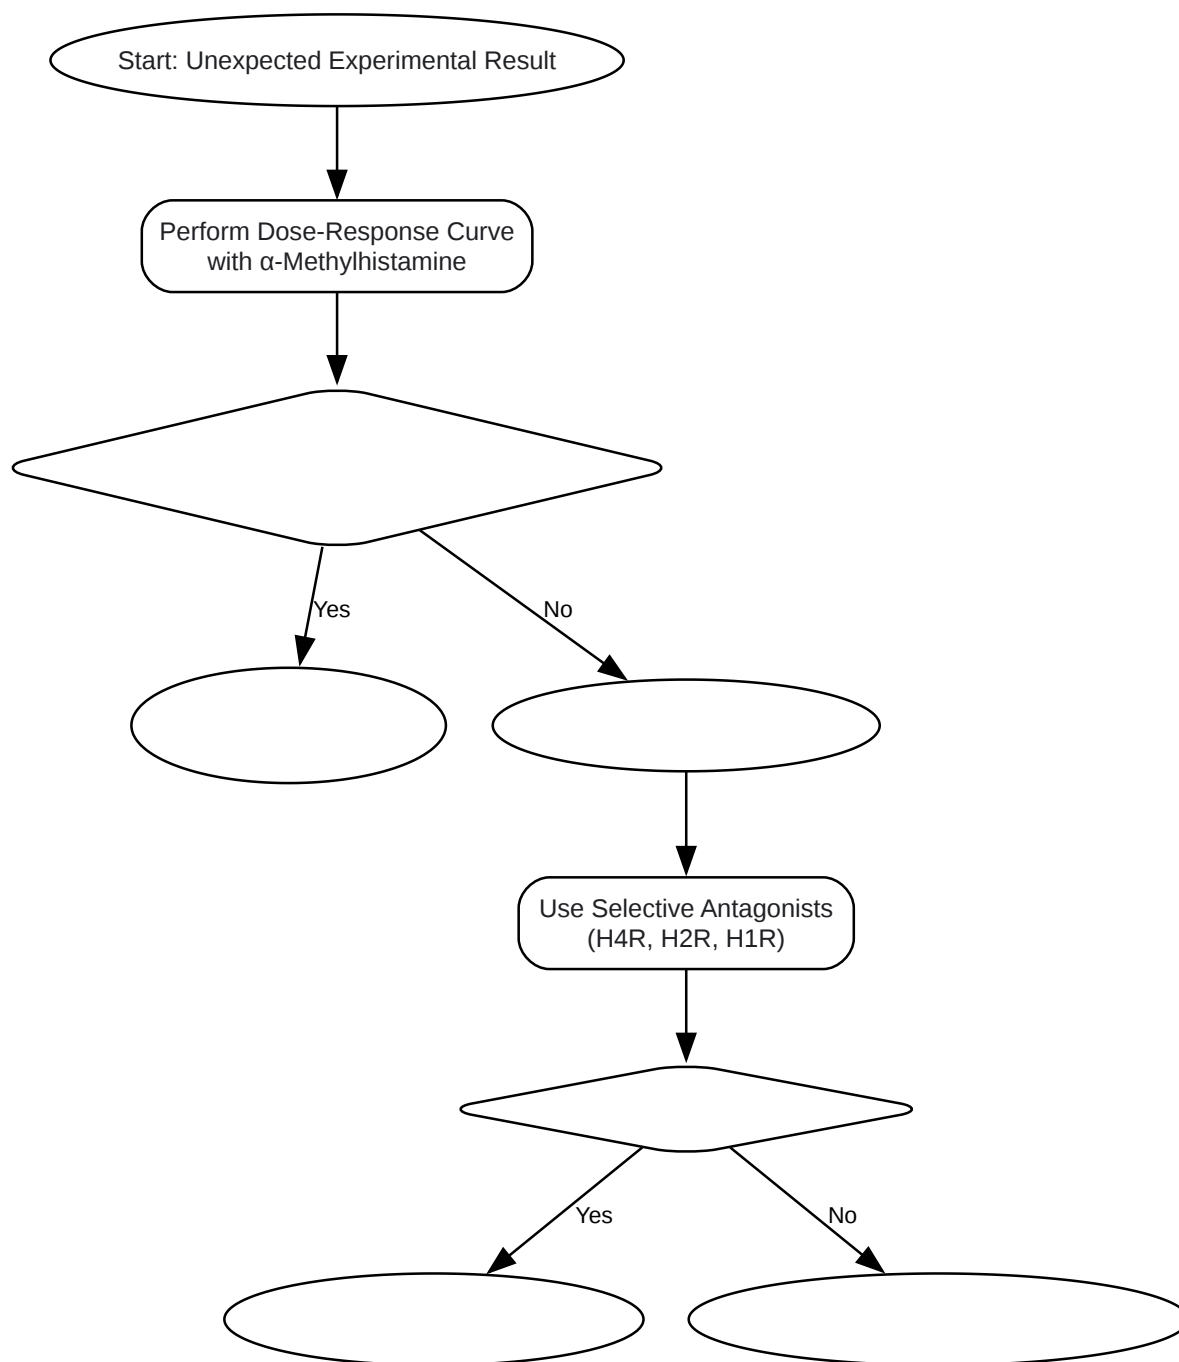 Start: Unexpected Experimental Result
Perform Dose-Response Curve
with α-Methylhistamine
Yes
No
Use Selective Antagonists
(H4R, H2R, H1R)
Yes
No